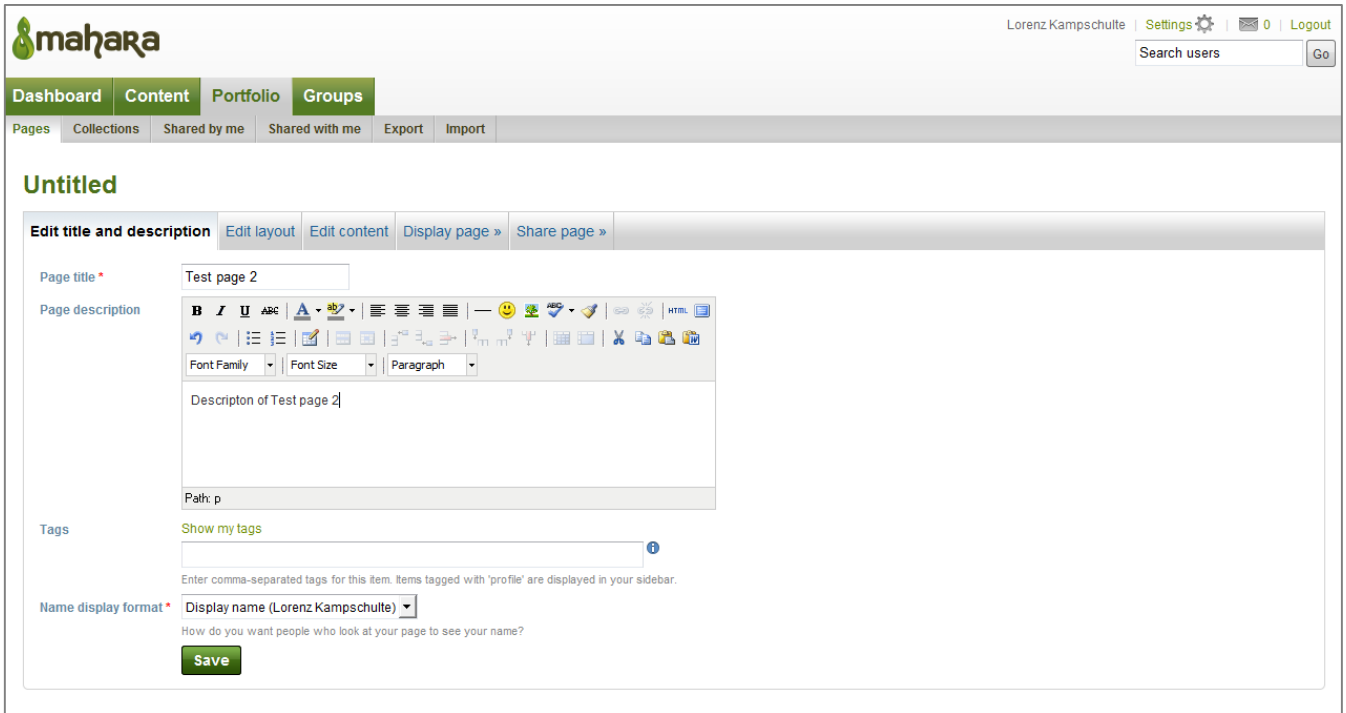 mahara
Lorenz Kampschulte | Settings | 0 | Logout
Search users Go
Dashboard Content Portfolio Groups
Pages Collections Shared by me Shared with me Export Import
Untitled
Edit title and description Edit layout Edit content Display page » Share page »
Page title * Test page 2
Page description B I U ABC A ab ABC HTML
Font Family Font Size Paragraph
Descripton of Test page 2
Path: p
Tags Show my tags
Enter comma-separated tags for this item. Items tagged with 'profile' are displayed in your sidebar.
Name display format * Display name (Lorenz Kampschulte)
How do you want people who look at your page to see your name?
Save